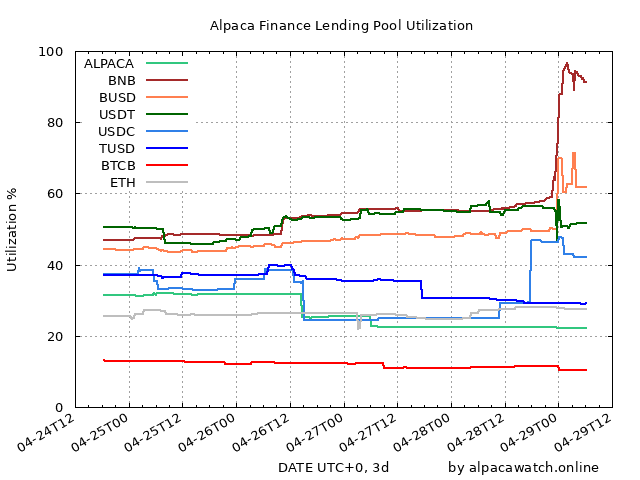 Alpaca Finance Lending Pool Utilization
100
80
60
40
20
0
Utilization %
ALPACA
BNB
BUSD
USDT
USDC
TUSD
BTCB
ETH
04-24T12
04-25T00
04-25T12
04-26T00
04-26T12
04-27T00
04-27T12
04-28T00
04-28T12
04-29T00
04-29T12
DATE UTC+0, 3d
by alpacawatch.online